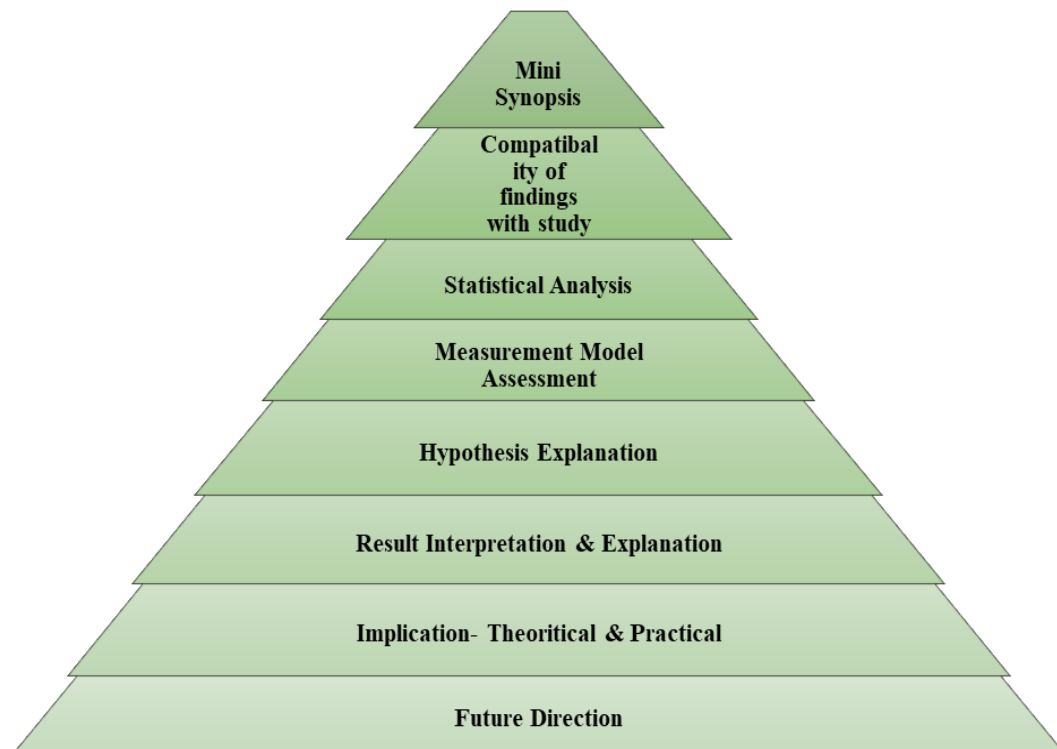 Mini
Synopsis
Compatibal
ity of
findings
with study
Statistical Analysis
Measurement Model
Assessment
Hypothesis Explanation
Result Interpretation & Explanation
Implication- Theoritical & Practical
Future Direction